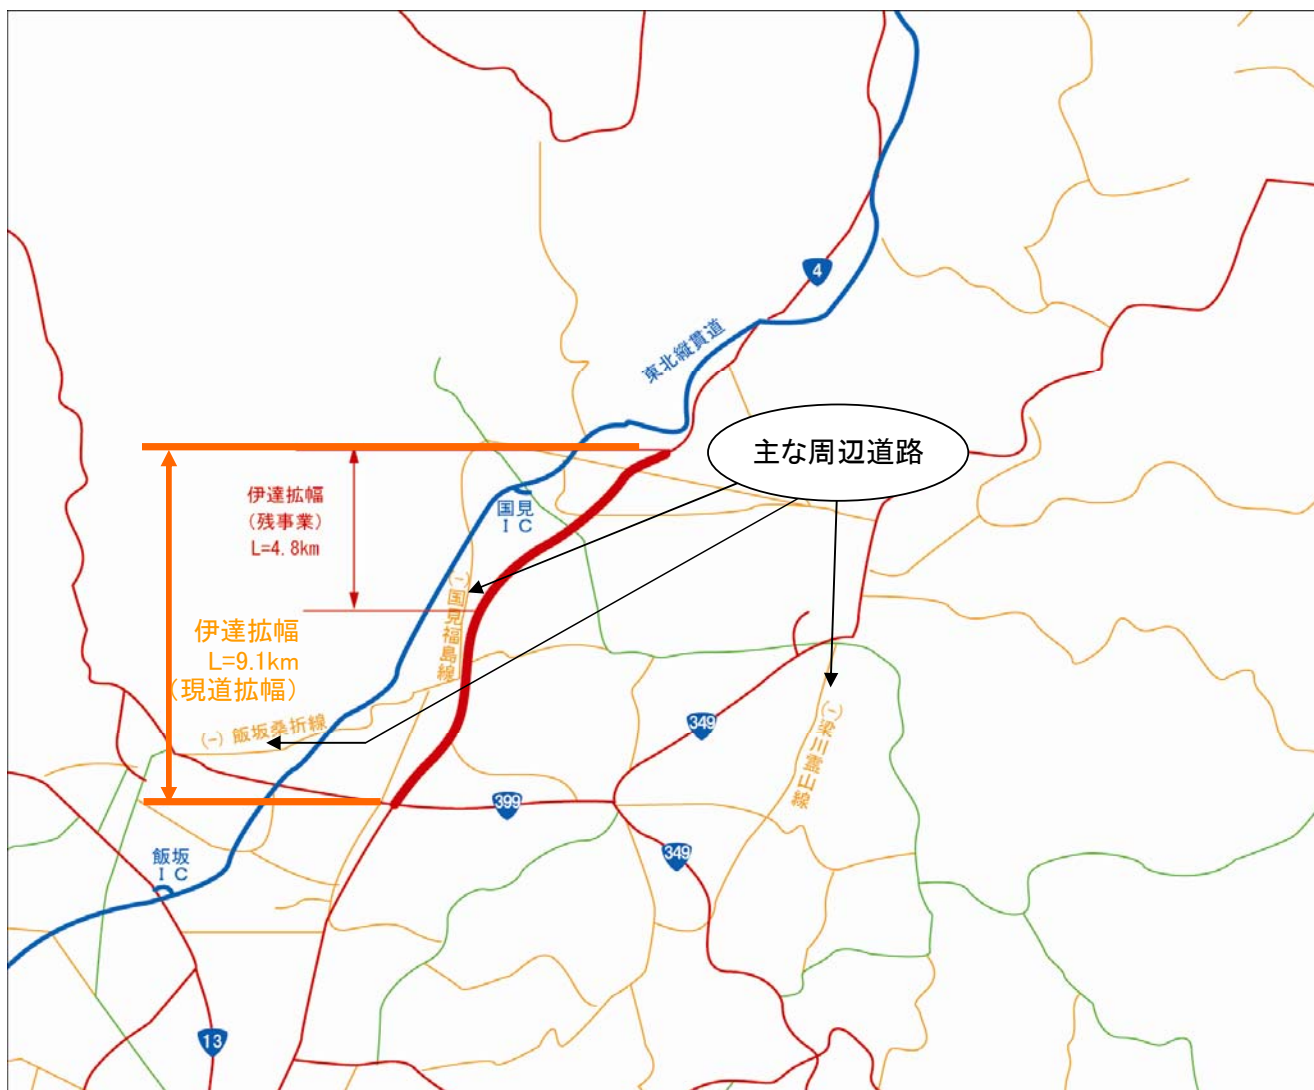 4
東北縦貫道
主な周辺道路
伊達拡幅
(残事業)
L=4.8km
国見
IC
(一)国見福島線
伊達拡幅
L=9.1km
(現道拡幅)
(一)飯坂桑折線
349
(一)梁川霊山線
399
349
飯坂
IC
13